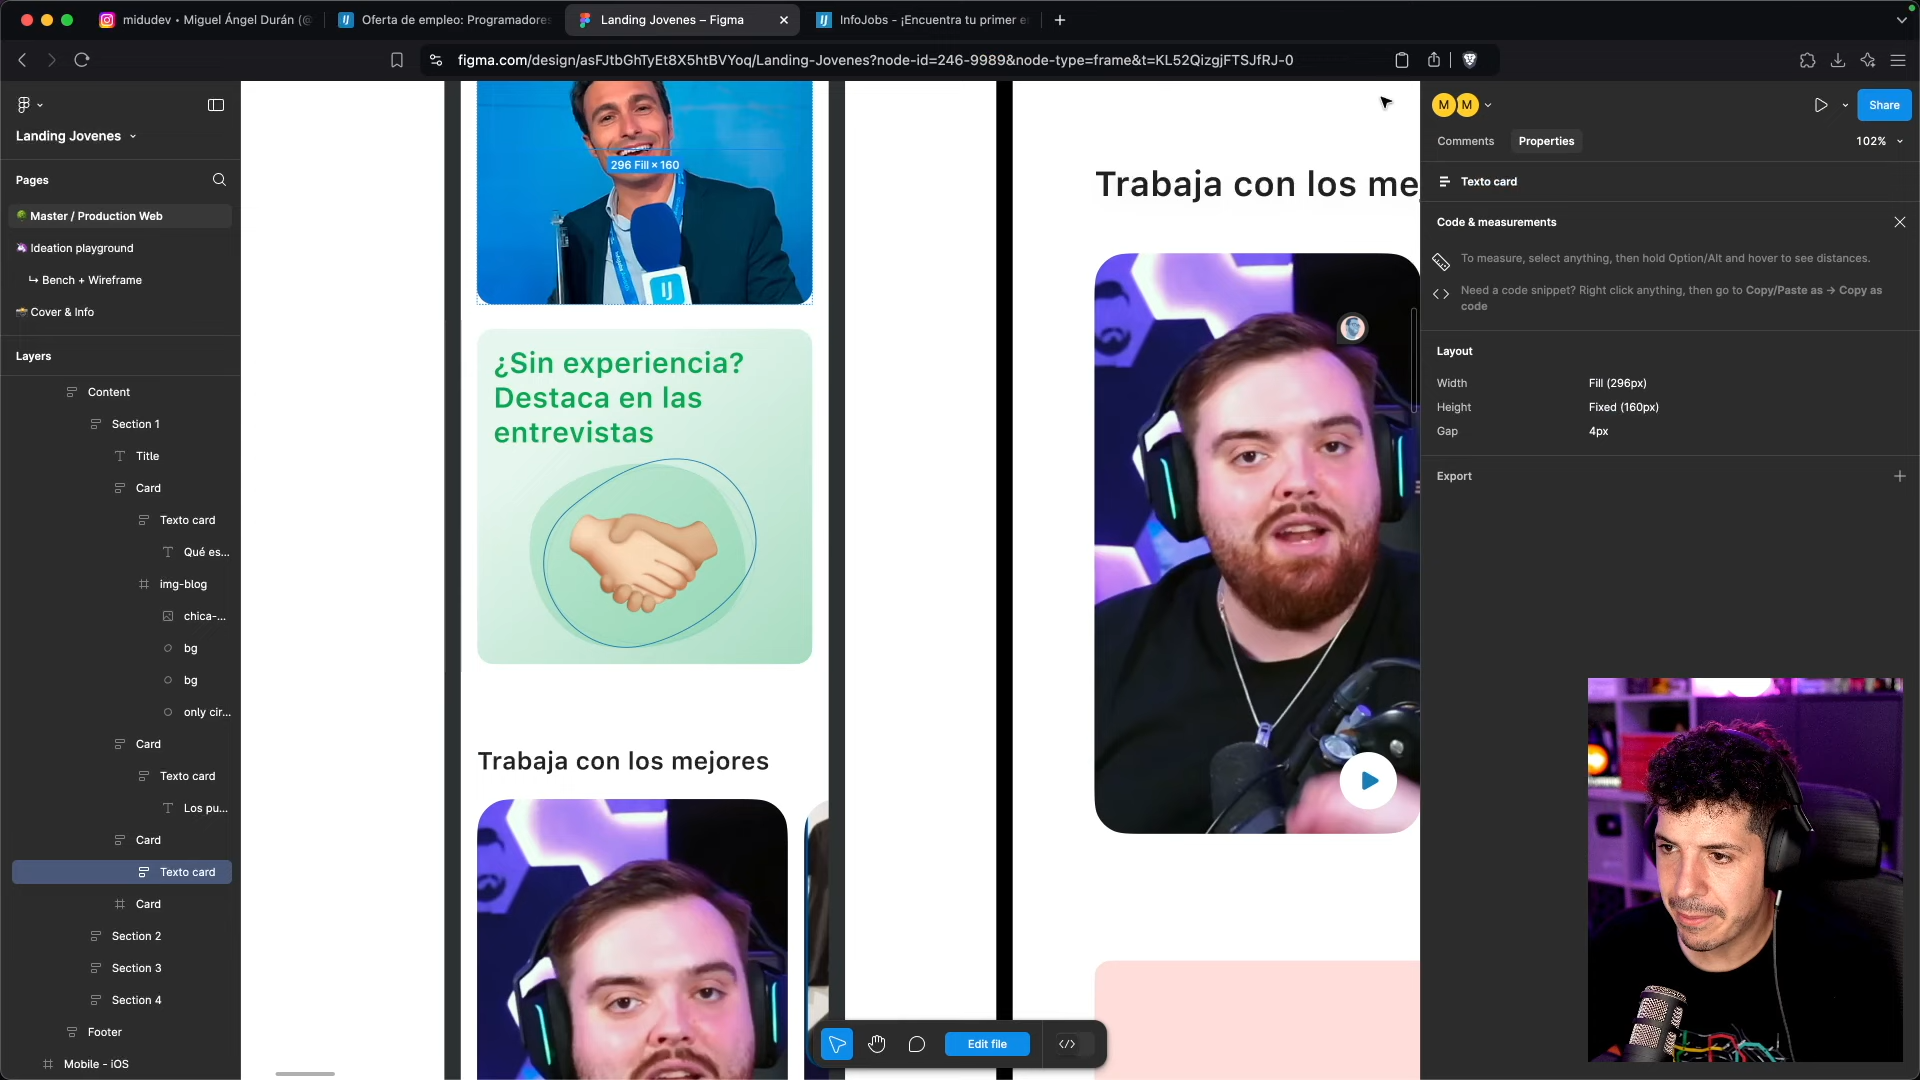 midudev • Miguel Ángel Durán (@
Oferta de empleo: Programadores
Landing Jovenes – Figma
InfoJobs - ¡Encuentra tu primer e
figma.com/design/asFJtbGhTyEt8X5htBVYoq/Landing-Jovenes?node-id=246-9989&node-type=frame&t=KL52QizgjFTSJfRJ-0
Landing Jovenes
Pages
Master / Production Web
Ideation playground
↳ Bench + Wireframe
Cover & Info
Layers
Content
Section 1
Title
Card
Texto card
Qué es...
img-blog
chica-...
bg
bg
only cir...
Card
Texto card
Los pu...
Card
Texto card
Card
Section 2
Section 3
Section 4
Footer
Mobile - iOS
296 Fill × 160
¿Sin experiencia?
Destaca en las
entrevistas
Trabaja con los mejores
Trabaja con los me
Edit file
M
M
Share
Comments
Properties
102%
Texto card
Code & measurements
To measure, select anything, then hold Option/Alt and hover to see distances.
Need a code snippet? Right click anything, then go to Copy/Paste as → Copy as
code
Layout
Width
Fill (296px)
Height
Fixed (160px)
Gap
4px
Export